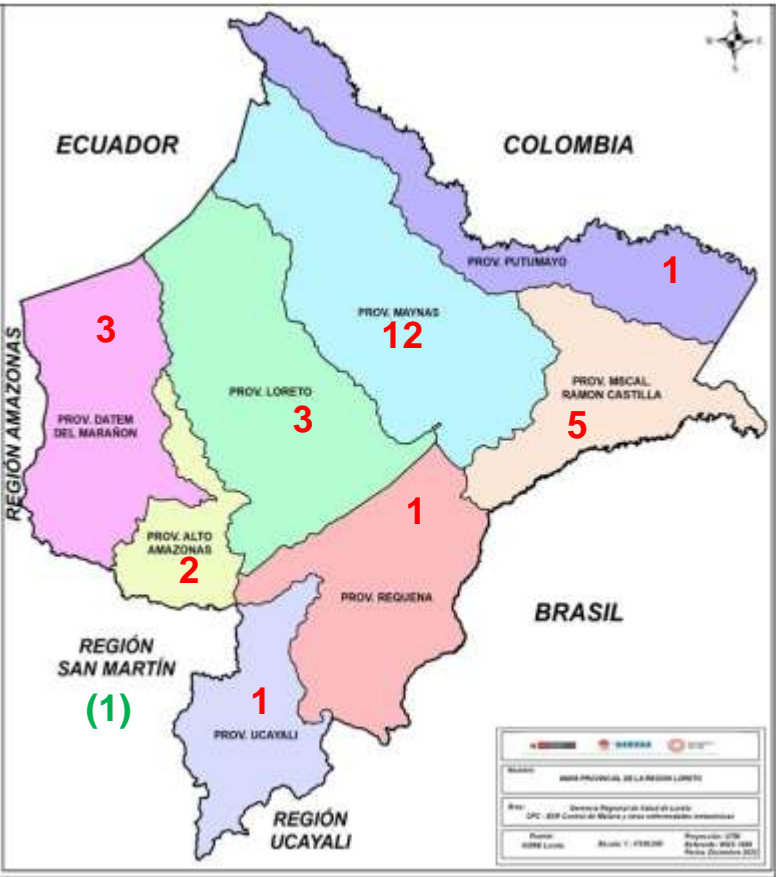 N
ECUADOR
COLOMBIA
PROV. PUTUMAYO
1
3
PROV. MAYNAS
12
REGIÓN AMAZONAS
PROV. LORETO
3
PROV. MSCAL.
RAMON CASTILLA
5
PROV. DATEM
DEL MARAÑON
1
PROV. ALTO
AMAZONAS
2
PROV. REQUENA
BRASIL
REGIÓN
SAN MARTÍN
(1)
1
PROV. UCAYALI
REGIÓN
UCAYALI
MAPA PROVINCIAL DE LA REGION LORETO
Gerencia Regional de Salud de Loreto